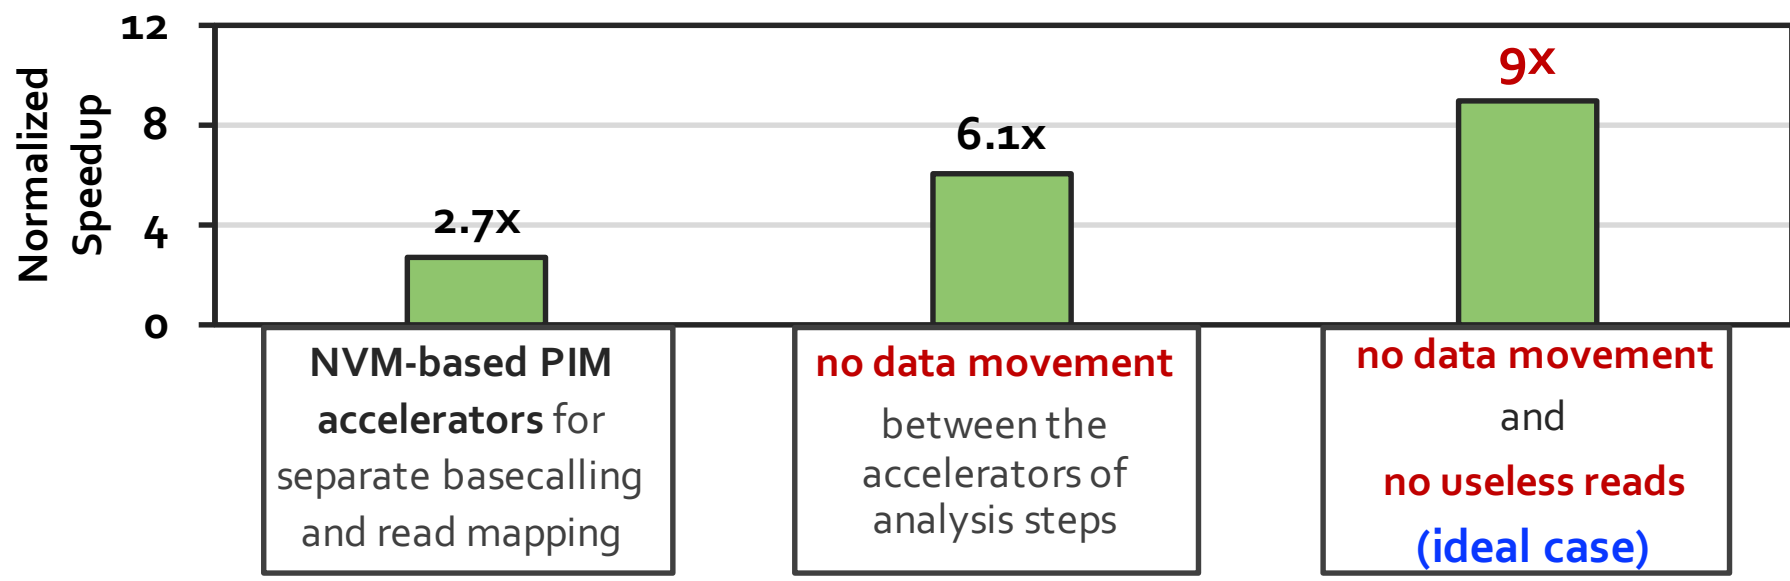 Normalized
Speedup
12
8
4
0
2.7x
6.1x
9x
NVM-based PIM
accelerators for
separate basecalling
and read mapping
no data movement
between the
accelerators of
analysis steps
no data movement
and
no useless reads
(ideal case)